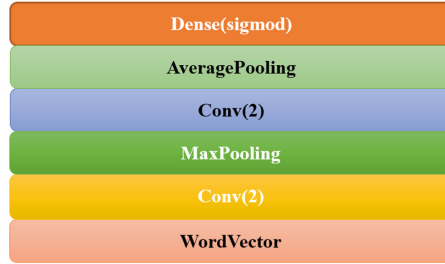 Dense(sigmod)
AveragePooling
Conv(2)
MaxPooling
Conv(2)
WordVector